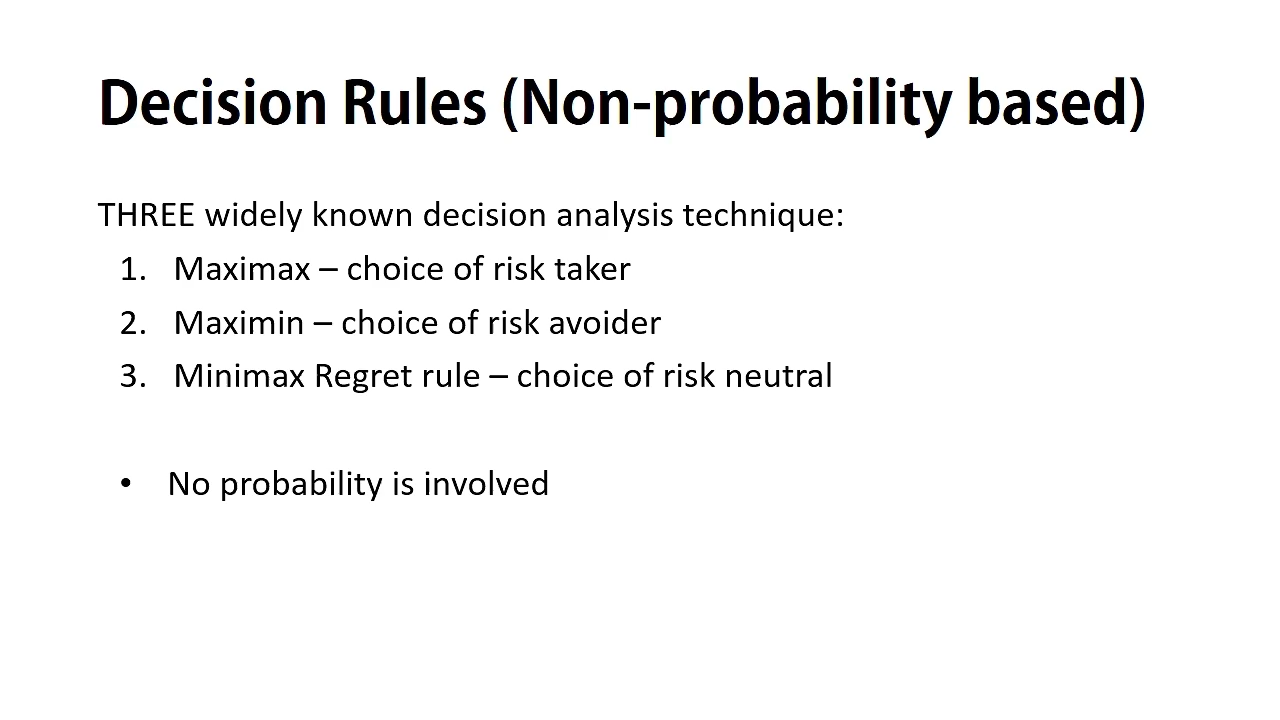 Decision Rules (Non-probability based)
THREE widely known decision analysis technique:
1. Maximax – choice of risk taker
2. Maximin – choice of risk avoider
3. Minimax Regret rule – choice of risk neutral
• No probability is involved